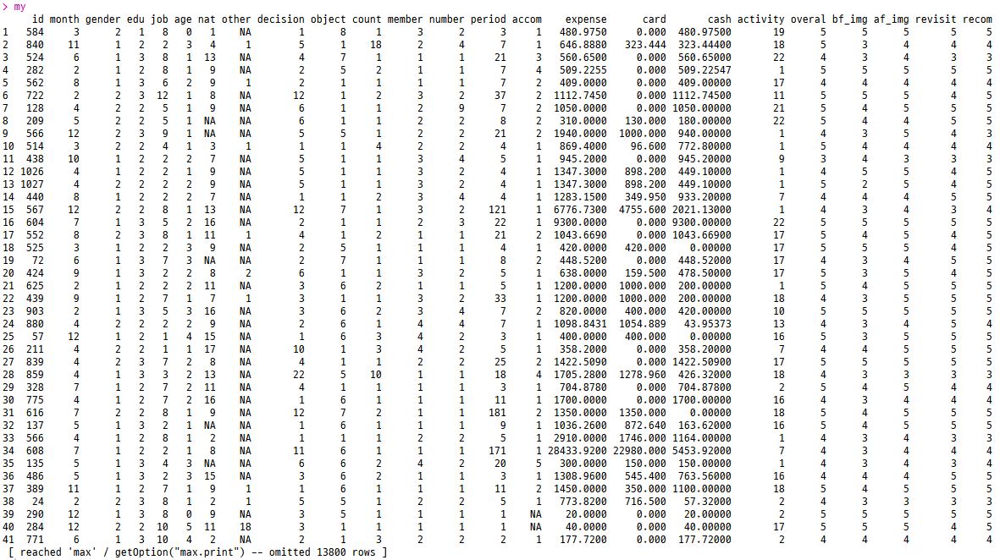 > my
id month gender edu job age nat other decision object count member number period accom expense card cash activity overal bf_img af_img revisit recom
1 584 3 2 1 8 0 1 NA 1 8 1 3 2 3 1 480.9750 0.000 480.97500 19 5 5 5 5 5
2 840 11 1 2 2 3 4 1 5 1 18 2 4 7 1 646.8880 323.444 323.44400 18 5 3 4 4 4
3 524 6 1 3 8 1 13 NA 4 7 1 1 1 21 3 560.6500 0.000 560.65000 22 4 3 4 3 3
4 282 2 1 2 8 1 9 NA 2 5 2 1 1 7 4 509.2255 0.000 509.22547 1 5 4 5 5 5
5 562 8 1 3 6 2 9 1 2 1 1 1 1 7 2 409.0000 0.000 409.00000 17 4 4 4 4 4
6 722 2 2 3 12 1 8 NA 12 1 2 3 2 37 2 1112.7450 0.000 1112.74500 11 5 5 5 4 5
7 128 4 2 2 5 1 9 NA 6 1 1 2 9 7 2 1050.0000 0.000 1050.00000 21 5 4 5 5 5
8 209 5 2 2 5 1 NA NA 6 1 1 2 2 8 2 310.0000 130.000 180.00000 22 5 4 4 5 5
9 566 12 2 3 9 1 NA NA 5 5 1 2 2 21 2 1940.0000 1000.000 940.00000 1 4 3 5 4 3
10 514 3 2 2 4 1 3 1 1 1 4 2 2 4 1 869.4000 96.600 772.80000 1 5 4 4 4 4
11 438 10 1 2 2 2 7 NA 5 1 1 3 4 5 1 945.2000 0.000 945.20000 9 3 4 3 3 3
12 1026 4 1 2 2 1 9 NA 5 1 1 3 2 4 1 1347.3000 898.200 449.10000 1 4 5 5 4 5
13 1027 4 2 2 2 2 9 NA 5 1 1 3 2 4 1 1347.3000 898.200 449.10000 1 5 2 5 5 5
14 440 8 1 2 2 2 7 NA 1 1 2 3 4 4 1 1283.1500 349.950 933.20000 7 4 4 4 5 4
15 567 12 2 2 8 1 13 NA 12 7 1 3 2 121 1 6776.7300 4755.600 2021.13000 1 4 3 4 3 4
16 604 7 1 3 5 2 16 NA 2 1 1 2 3 22 1 9300.0000 0.000 9300.00000 22 5 5 5 5 5
17 552 8 2 3 8 1 11 1 4 1 2 1 1 21 2 1043.6690 0.000 1043.66900 17 5 4 5 4 5
18 525 3 1 2 2 3 9 NA 2 5 1 1 1 4 1 420.0000 420.000 0.00000 17 5 5 5 4 5
19 72 6 1 3 7 3 NA NA 2 7 1 1 1 8 2 448.5200 0.000 448.52000 17 4 3 4 5 5
20 424 9 1 3 2 2 8 2 6 1 1 3 2 5 1 638.0000 159.500 478.50000 17 5 3 5 4 5
21 625 2 1 2 2 2 11 NA 3 6 2 1 1 5 1 1200.0000 1000.000 200.00000 1 5 4 5 5 5
22 439 9 1 2 7 1 7 1 3 1 1 3 2 33 1 1200.0000 1000.000 200.00000 18 4 3 5 5 5
23 903 2 1 3 5 3 16 NA 3 6 2 3 4 7 2 820.0000 400.000 420.00000 10 5 5 5 5 5
24 880 4 2 2 2 2 9 NA 2 6 1 4 4 7 1 1098.8431 1054.889 43.95373 13 4 3 4 5 4
25 57 12 1 2 1 4 15 NA 1 6 3 4 2 3 1 400.0000 400.000 0.00000 16 5 3 5 5 5
26 211 4 2 2 1 1 17 NA 10 1 3 4 2 5 1 358.2000 0.000 358.20000 7 4 4 5 5 5
27 839 4 2 3 7 2 8 NA 4 1 1 2 2 25 2 1422.5090 0.000 1422.50900 17 5 5 5 5 5
28 859 4 1 3 3 2 13 NA 22 5 10 1 1 18 4 1705.2800 1278.960 426.32000 18 4 3 3 3 3
29 328 7 1 2 7 2 11 NA 4 1 1 1 1 3 1 704.8780 0.000 704.87800 2 5 4 5 4 4
30 775 4 1 2 7 2 16 NA 1 6 1 1 1 11 1 1700.0000 0.000 1700.00000 16 4 3 4 4 4
31 616 7 2 2 8 1 9 NA 12 7 2 1 1 181 2 1350.0000 1350.000 0.00000 18 5 4 5 5 5
32 137 5 1 3 2 1 NA NA 1 6 1 1 1 9 1 1036.2600 872.640 163.62000 16 5 4 5 5 5
33 566 4 1 2 8 1 2 NA 1 1 1 2 2 5 1 2910.0000 1746.000 1164.00000 1 4 3 4 3 3
34 608 7 1 2 2 1 8 NA 11 6 1 1 1 171 1 28433.9200 22980.000 5453.92000 7 4 3 4 4 4
35 135 5 1 3 4 3 NA NA 6 6 2 4 2 20 5 300.0000 150.000 150.00000 1 4 3 4 3 4
36 486 5 1 3 2 3 15 NA 3 6 2 1 1 3 1 1308.9600 545.400 763.56000 16 4 4 4 5 5
37 389 11 1 2 7 1 9 1 1 6 1 1 1 11 2 1450.0000 350.000 1100.00000 18 5 4 5 5 5
38 24 2 2 3 8 1 2 1 5 5 1 2 2 5 1 773.8200 716.500 57.32000 2 4 3 3 3 3
39 290 12 1 3 8 0 9 NA 3 5 1 1 1 1 NA 20.0000 0.000 20.00000 2 5 5 5 5 5
40 284 12 2 2 10 5 11 18 3 1 1 1 1 1 NA 40.0000 0.000 40.00000 17 5 5 5 4 5
41 771 6 1 3 10 4 2 NA 2 1 3 2 2 2 1 177.7200 0.000 177.72000 2 4 4 4 4 4
[ reached 'max' / getOption("max.print") -- omitted 13800 rows ]